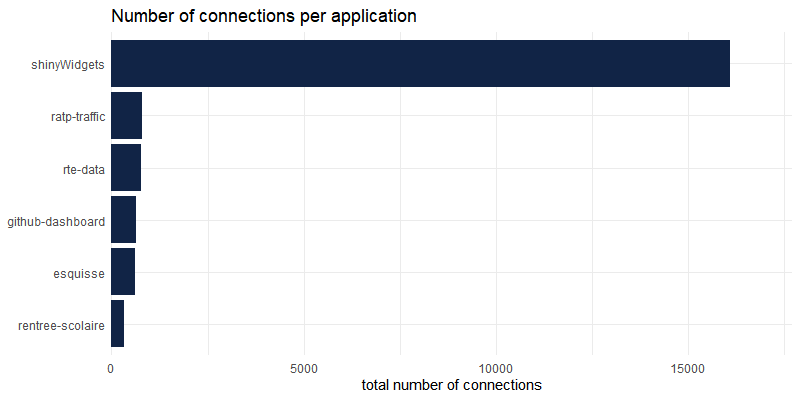 Number of connections per application
shinyWidgets
ratp-traffic
rte-data
github-dashboard
esquisse
rentree-scolaire
0 5000 10000 15000
total number of connections